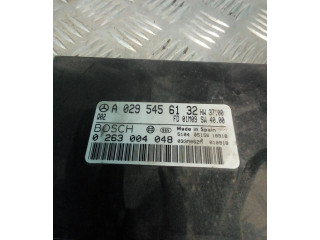 A 029 545 61 32 HW 37.00
Q02 FD 01M09 SW 40.00
BOSCH Made in Spain
0 263 004 048